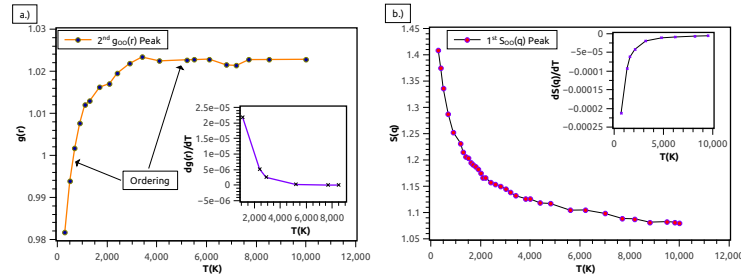 a.)
2nd gOO(r) Peak
g(r)
1.03
1.02
1.01
1
0.99
0.98
0
2,000
4,000
6,000
8,000
10,000
12,000
T(K)
Ordering
dg(r)/dT
2.5e−05
2e−05
1.5e−05
1e−05
5e−06
0
−5e−06
2,000
4,000
6,000
8,000
T(K)
b.)
1st SOO(q) Peak
S(q)
1.45
1.4
1.35
1.3
1.25
1.2
1.15
1.1
1.05
0
2,000
4,000
6,000
8,000
10,000
12,000
T(K)
dS(q)/dT
0
−5e−05
−0.0001
−0.00015
−0.0002
−0.00025
0
10,000
T(K)